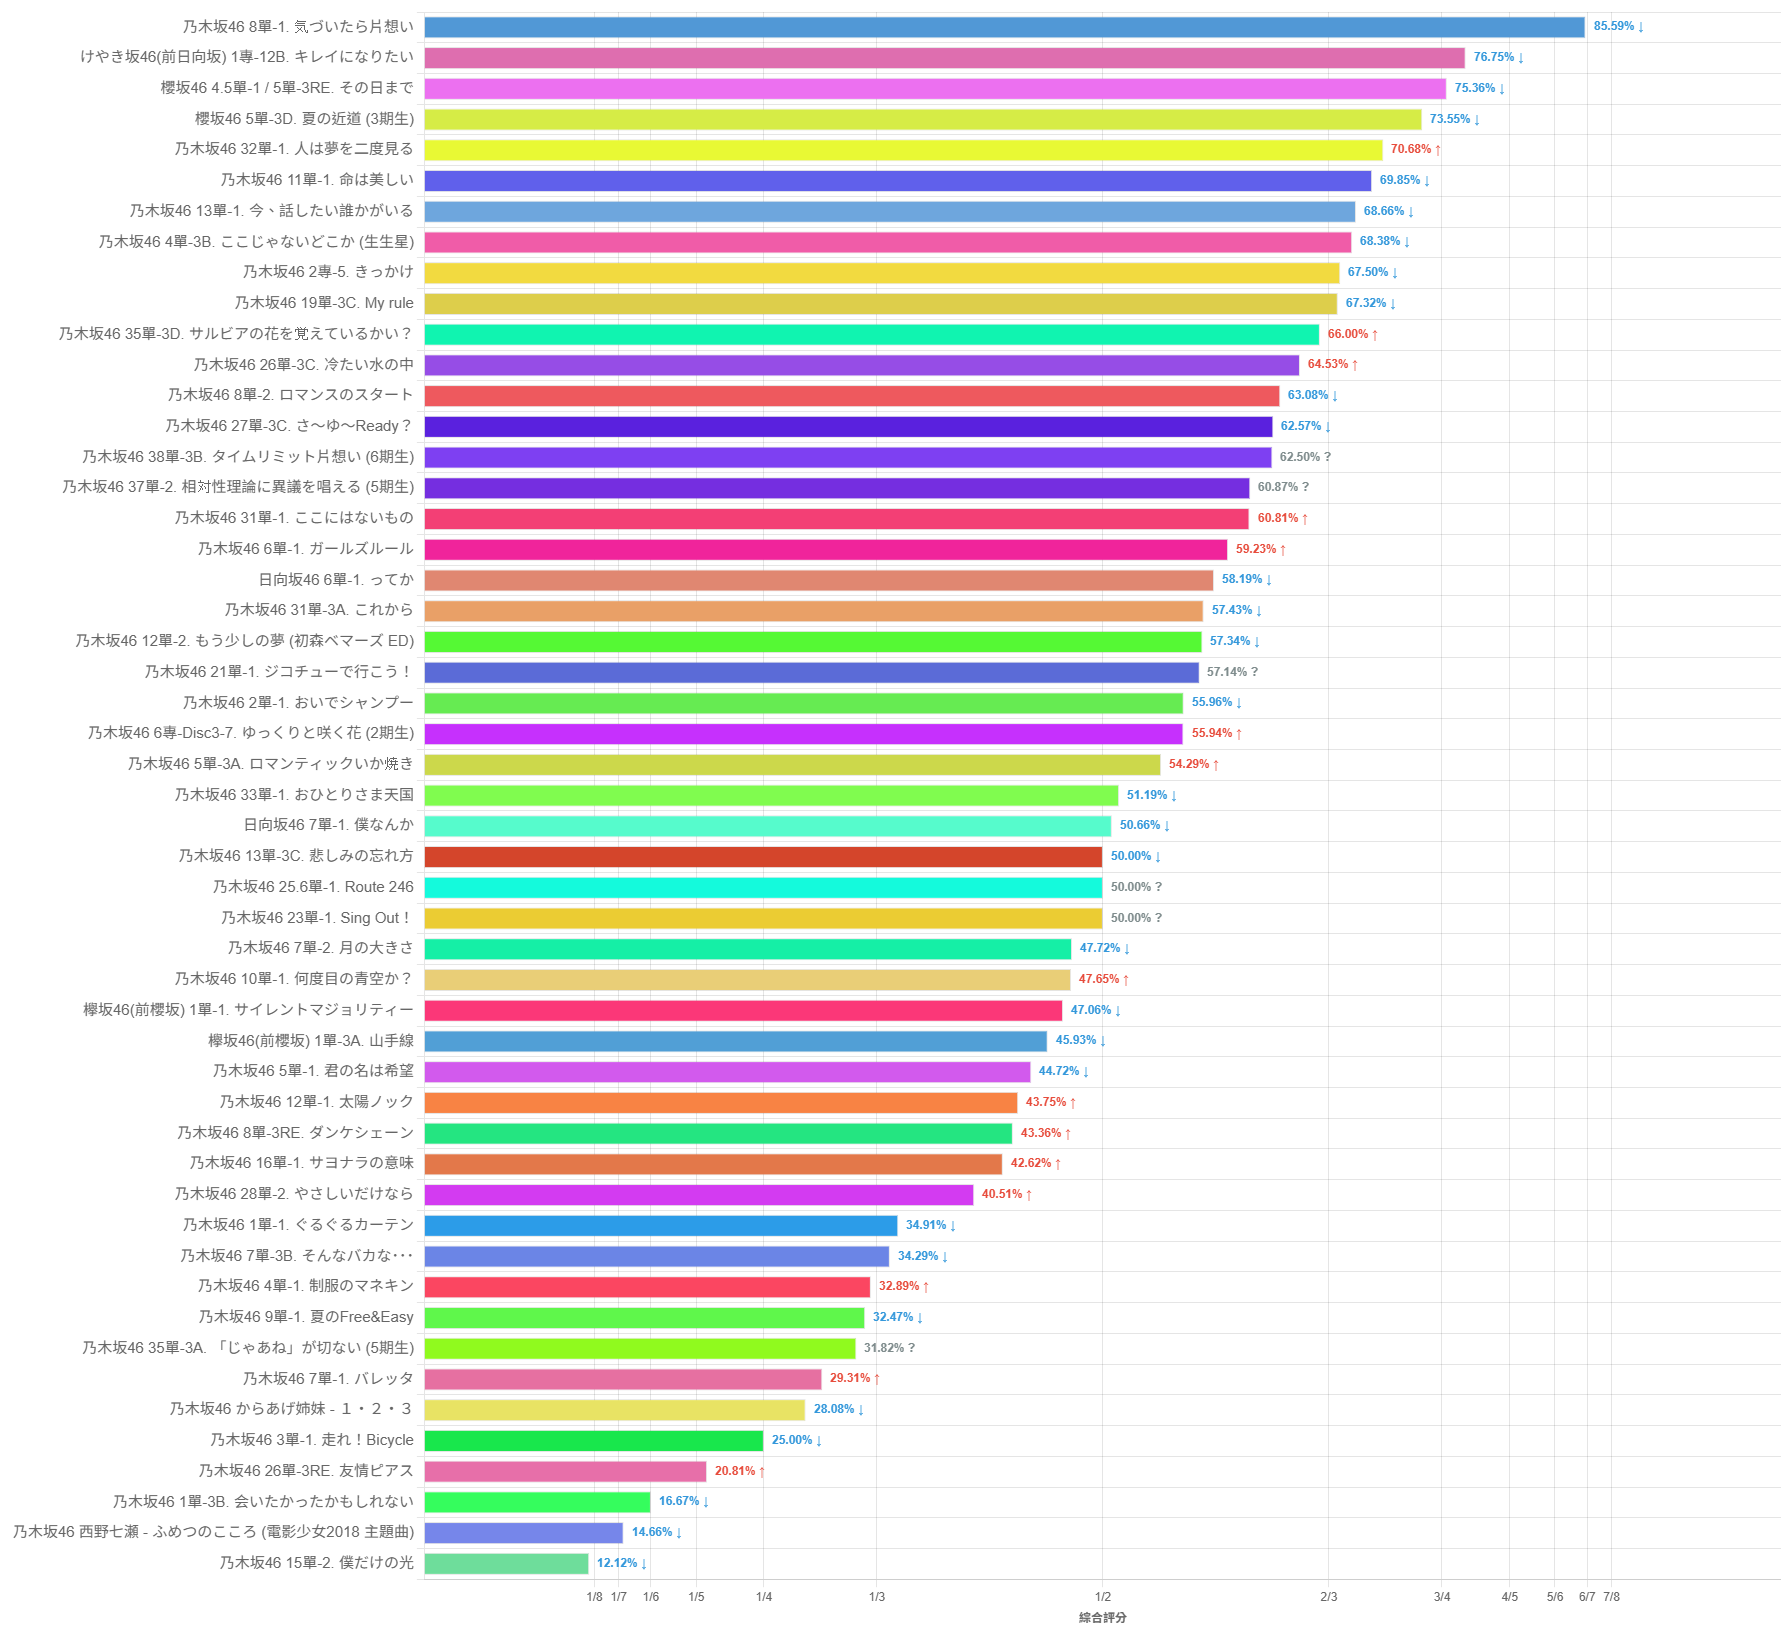 乃木坂46 8單-1. 気づいたら片想い 85.59% ↓
けやき坂46(前日向坂) 1專-12B. キレイになりたい 76.75% ↓
櫻坂46 4.5單-1 / 5單-3RE. その日まで 75.36% ↓
櫻坂46 5單-3D. 夏の近道 (3期生) 73.55% ↓
乃木坂46 32單-1. 人は夢を二度見る 70.68% ↑
乃木坂46 11單-1. 命は美しい 69.85% ↓
乃木坂46 13單-1. 今、話したい誰かがいる 68.66% ↓
乃木坂46 4單-3B. ここじゃないどこか (生生星) 68.38% ↓
乃木坂46 2專-5. きっかけ 67.50% ↓
乃木坂46 19單-3C. My rule 67.32% ↓
乃木坂46 35單-3D. サルビアの花を覚えているかい？ 66.00% ↑
乃木坂46 26單-3C. 冷たい水の中 64.53% ↑
乃木坂46 8單-2. ロマンスのスタート 63.08% ↓
乃木坂46 27單-3C. さ～ゆ～Ready？ 62.57% ↓
乃木坂46 38單-3B. タイムリミット片想い (6期生) 62.50% ?
乃木坂46 37單-2. 相対性理論に異議を唱える (5期生) 60.87% ?
乃木坂46 31單-1. ここにはないもの 60.81% ↑
乃木坂46 6單-1. ガールズルール 59.23% ↑
日向坂46 6單-1. ってか 58.19% ↓
乃木坂46 31單-3A. これから 57.43% ↓
乃木坂46 12單-2. もう少しの夢 (初森ベマーズ ED) 57.34% ↓
乃木坂46 21單-1. ジコチューで行こう！ 57.14% ?
乃木坂46 2單-1. おいでシャンプー 55.96% ↓
乃木坂46 6專-Disc3-7. ゆっくりと咲く花 (2期生) 55.94% ↑
乃木坂46 5單-3A. ロマンティックいか焼き 54.29% ↑
乃木坂46 33單-1. おひとりさま天国 51.19% ↓
日向坂46 7單-1. 僕なんか 50.66% ↓
乃木坂46 13單-3C. 悲しみの忘れ方 50.00% ↓
乃木坂46 25.6單-1. Route 246 50.00% ?
乃木坂46 23單-1. Sing Out！ 50.00% ?
乃木坂46 7單-2. 月の大きさ 47.72% ↓
乃木坂46 10單-1. 何度目の青空か？ 47.65% ↑
欅坂46(前櫻坂) 1單-1. サイレントマジョリティー 47.06% ↓
欅坂46(前櫻坂) 1單-3A. 山手線 45.93% ↓
乃木坂46 5單-1. 君の名は希望 44.72% ↓
乃木坂46 12單-1. 太陽ノック 43.75% ↑
乃木坂46 8單-3RE. ダンケシェーン 43.36% ↑
乃木坂46 16單-1. サヨナラの意味 42.62% ↑
乃木坂46 28單-2. やさしいだけなら 40.51% ↑
乃木坂46 1單-1. ぐるぐるカーテン 34.91% ↓
乃木坂46 7單-3B. そんなバカな･･･ 34.29% ↓
乃木坂46 4單-1. 制服のマネキン 32.89% ↑
乃木坂46 9單-1. 夏のFree&Easy 32.47% ↓
乃木坂46 35單-3A. 「じゃあね」が切ない (5期生) 31.82% ?
乃木坂46 7單-1. バレッタ 29.31% ↑
乃木坂46 からあげ姉妹 - １・２・３ 28.08% ↓
乃木坂46 3單-1. 走れ！Bicycle 25.00% ↓
乃木坂46 26單-3RE. 友情ピアス 20.81% ↑
乃木坂46 1單-3B. 会いたかったかもしれない 16.67% ↓
乃木坂46 西野七瀬 - ふめつのこころ (電影少女2018 主題曲) 14.66% ↓
乃木坂46 15單-2. 僕だけの光 12.12% ↓
1/8 1/7 1/6 1/5 1/4 1/3 1/2 2/3 3/4 4/5 5/6 6/7 7/8
綜合評分